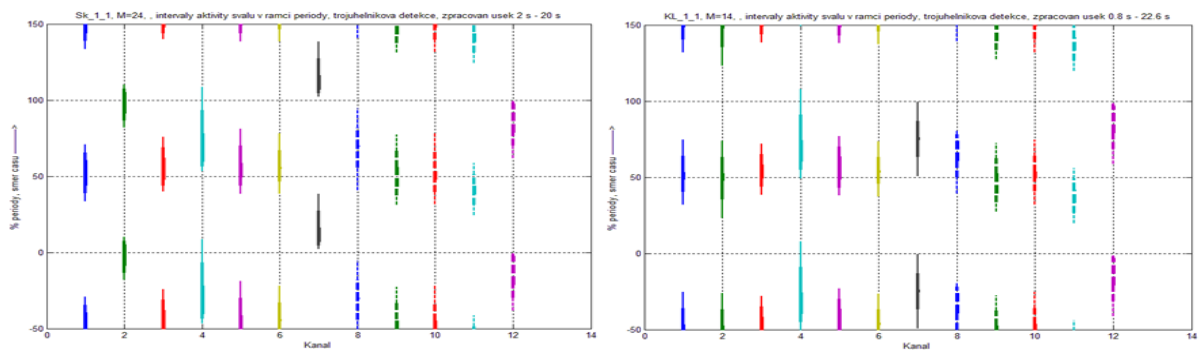 Sk_1_1, M=24, , intervaly aktivity svalu v ramci periody, trojuhelnikova detekce, zpracovan usek 2 s - 20 s
150
100
50
0
-50
% periody, smer casu ——>
0 2 4 6 8 10 12 14
Kanal
KL_1_1, M=14, , intervaly aktivity svalu v ramci periody, trojuhelnikova detekce, zpracovan usek 0.8 s - 22.6 s
150
100
50
0
-50
% periody, smer casu ——>
0 2 4 6 8 10 12 14
Kanal